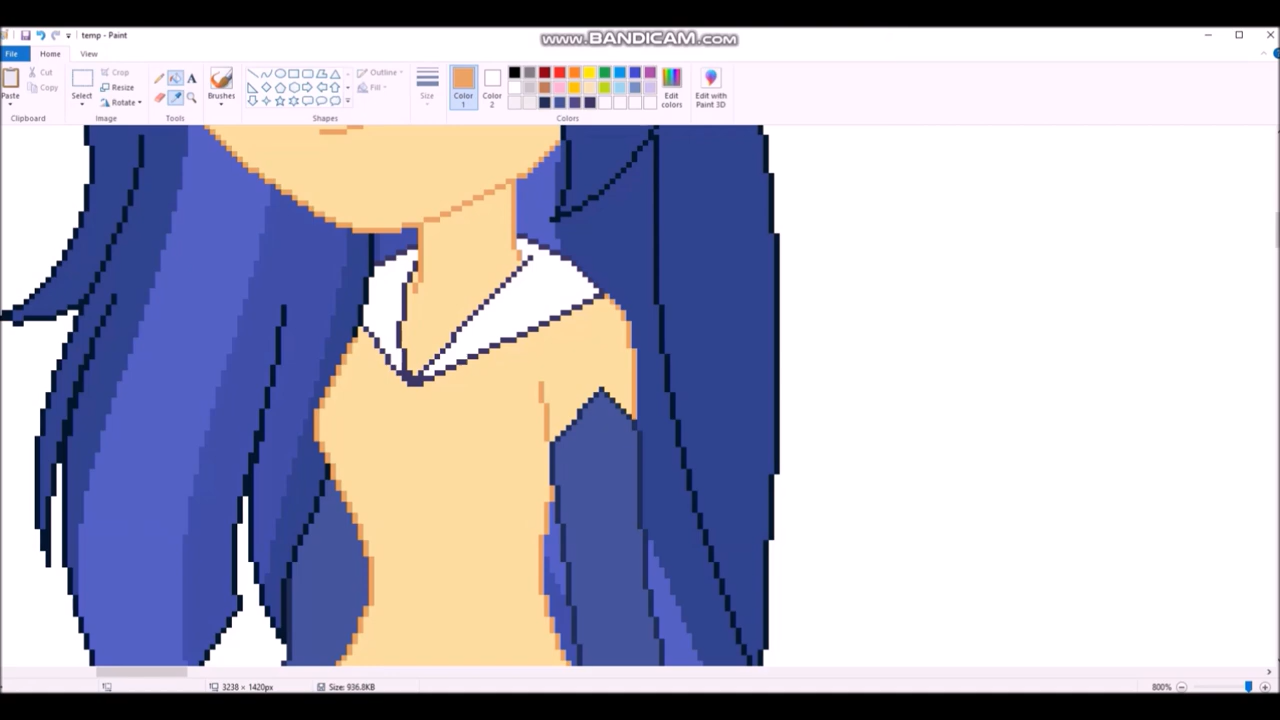 www.BANDICAM.com
temp - Paint
File
Home
View
Cut
Copy
Paste
Clipboard
Select
Crop
Resize
Rotate
Image
A
Tools
Brushes
Outline
Fill
Shapes
Size
Color
1
Color
2
Edit
colors
Edit with
Paint 3D
Colors
3238 × 1420px
Size: 936.8KB
800%